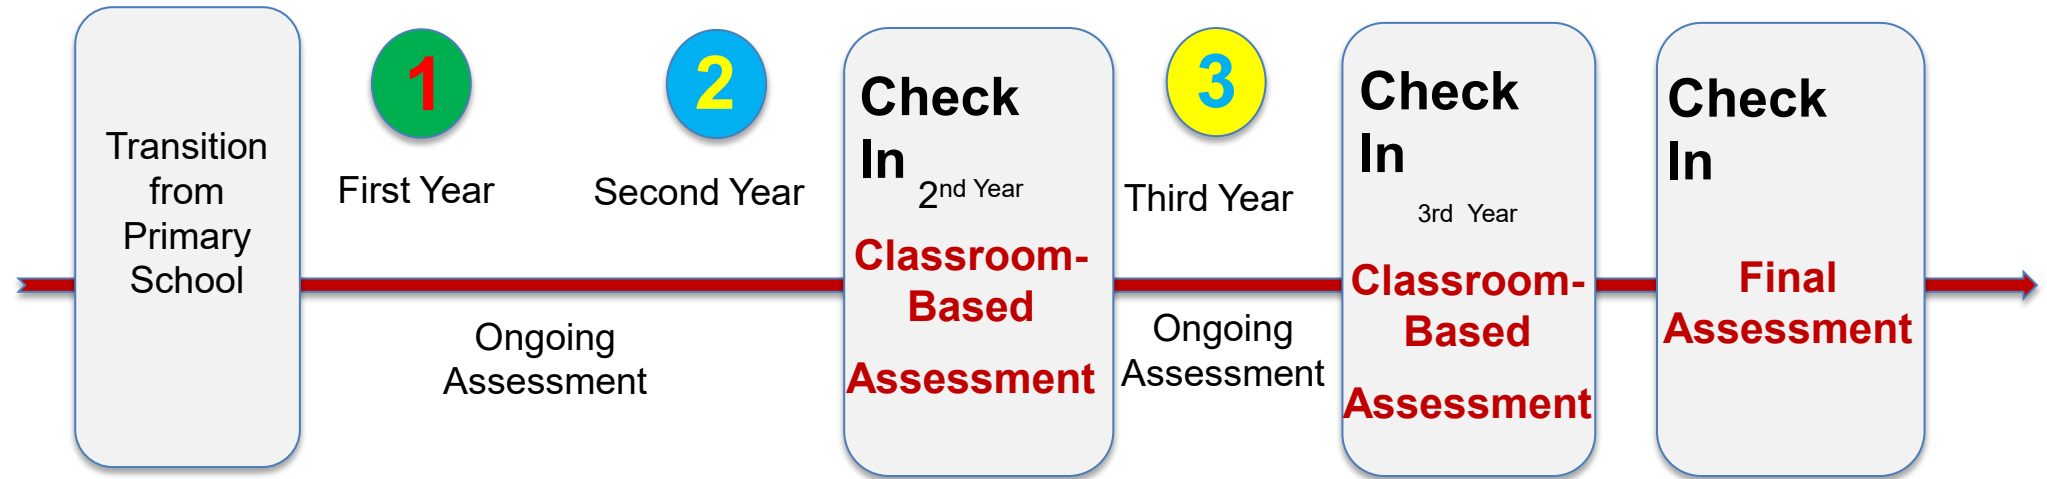 Transition
from
Primary
School
1
First Year
2
Second Year
Ongoing
Assessment
Check
In
2nd Year
Classroom-
Based
Assessment
3
Third Year
Ongoing
Assessment
Check
In
3rd Year
Classroom-
Based
Assessment
Check
In
Final
Assessment